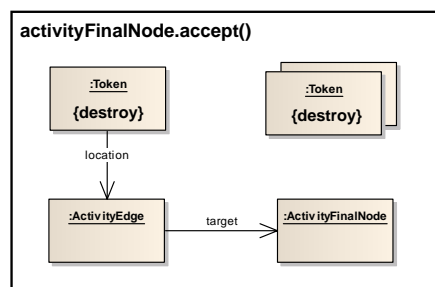 activityFinalNode.accept()
:Token
{destroy}
:Token
{destroy}
location
:ActivityEdge
target
:ActivityFinalNode